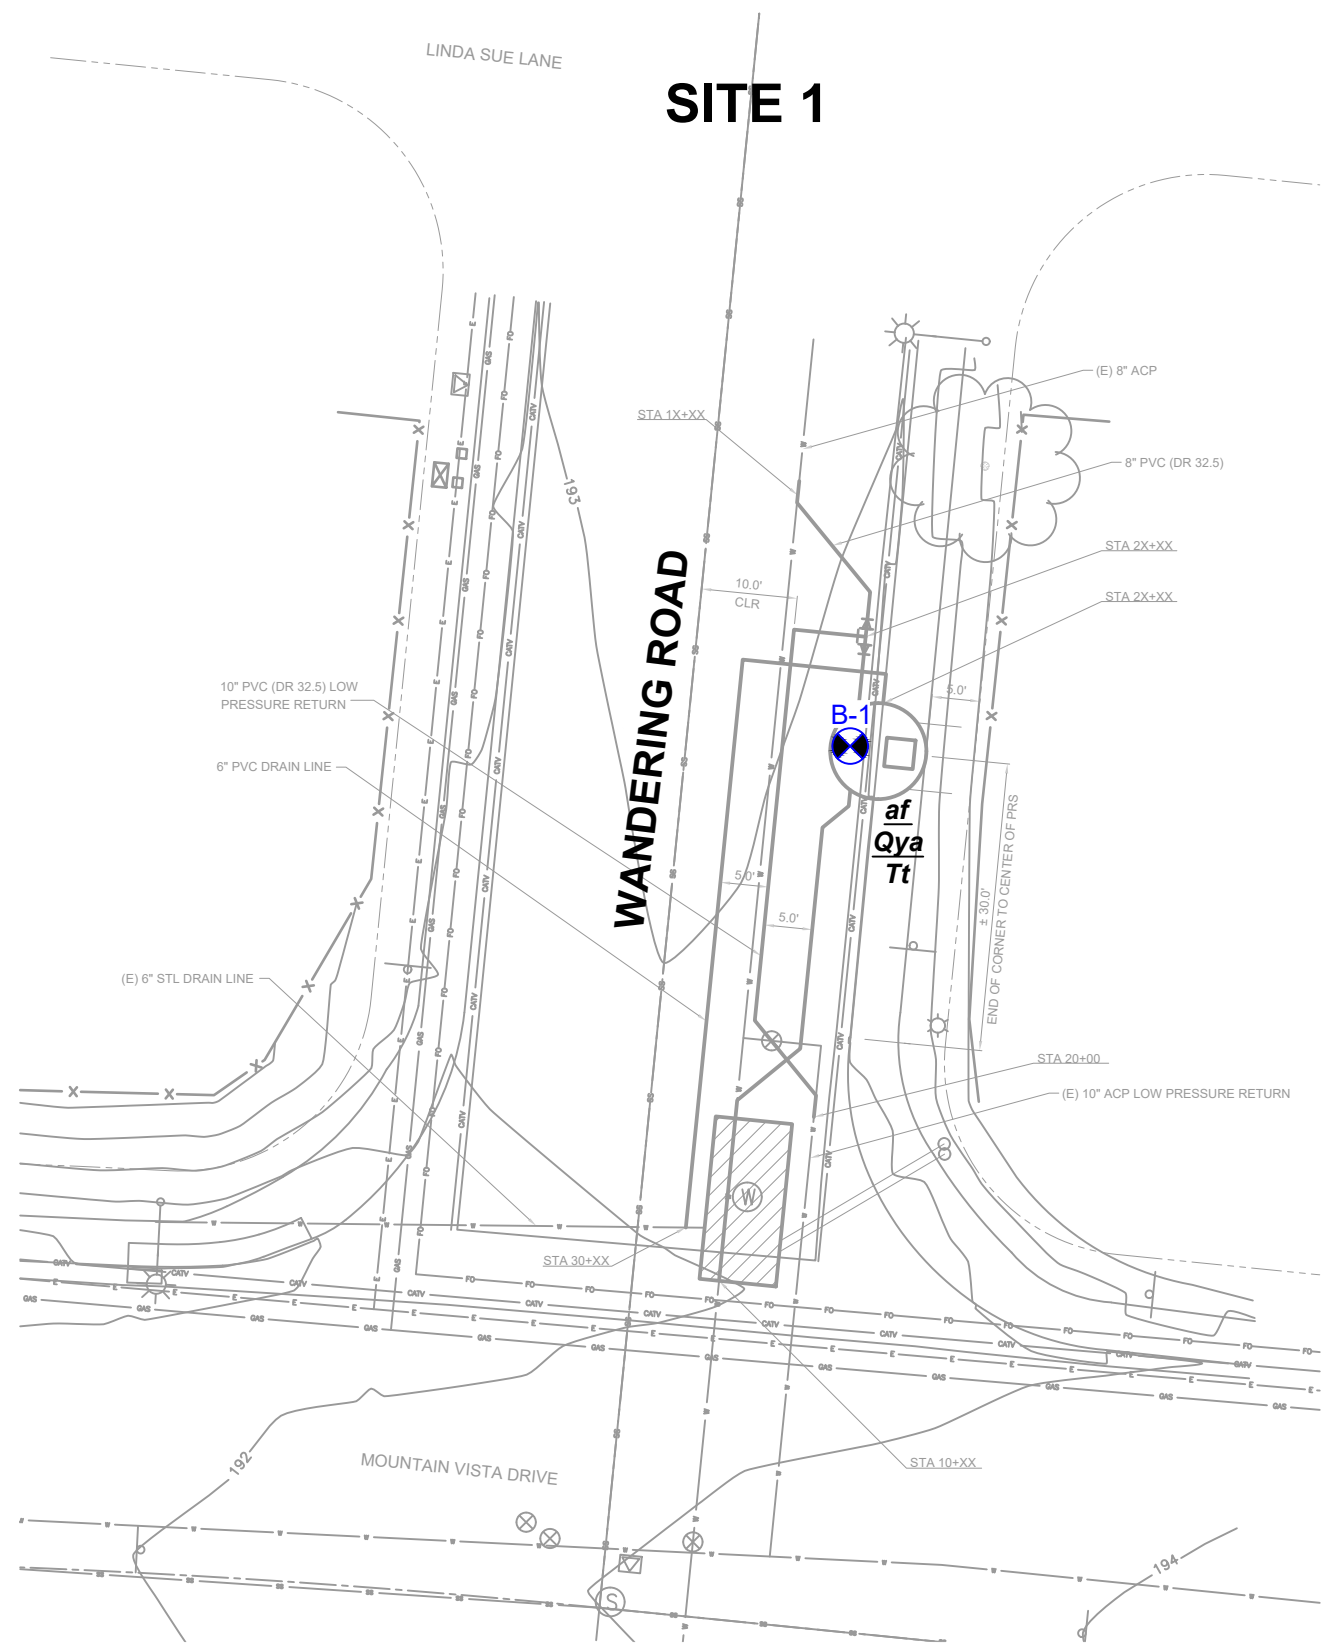 LINDA SUE LANE
SITE 1
(E) 8" ACP
STA 1X+XX
8" PVC (DR 32.5)
193
STA 2X+XX
10.0'
CLR
STA 2X+XX
WANDERING ROAD
10" PVC (DR 32.5) LOW
PRESSURE RETURN
5.0'
B-1
6" PVC DRAIN LINE
af
Qya
Tt
± 30.0'
END OF CORNER TO CENTER OF PRS
5.0'
5.0'
(E) 6" STL DRAIN LINE
STA 20+00
(E) 10" ACP LOW PRESSURE RETURN
W
STA 30+XX
GAS
CATV
E
FO
SS
192
MOUNTAIN VISTA DRIVE
STA 10+XX
194
S